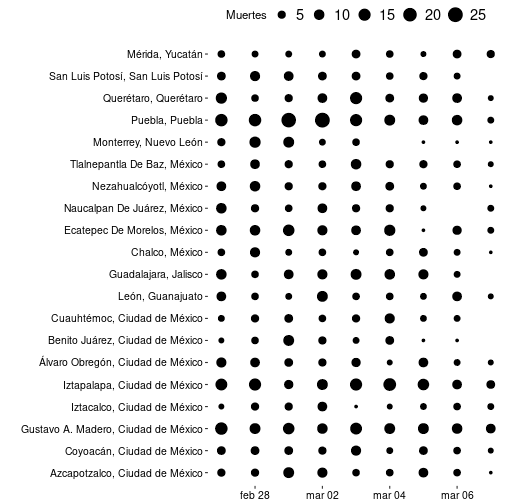 Muertes 5 10 15 20 25
Mérida, Yucatán
San Luis Potosí, San Luis Potosí
Querétaro, Querétaro
Puebla, Puebla
Monterrey, Nuevo León
Tlalnepantla De Baz, México
Nezahualcóyotl, México
Naucalpan De Juárez, México
Ecatepec De Morelos, México
Chalco, México
Guadalajara, Jalisco
León, Guanajuato
Cuauhtémoc, Ciudad de México
Benito Juárez, Ciudad de México
Álvaro Obregón, Ciudad de México
Iztapalapa, Ciudad de México
Iztacalco, Ciudad de México
Gustavo A. Madero, Ciudad de México
Coyoacán, Ciudad de México
Azcapotzalco, Ciudad de México
feb 28 mar 02 mar 04 mar 06